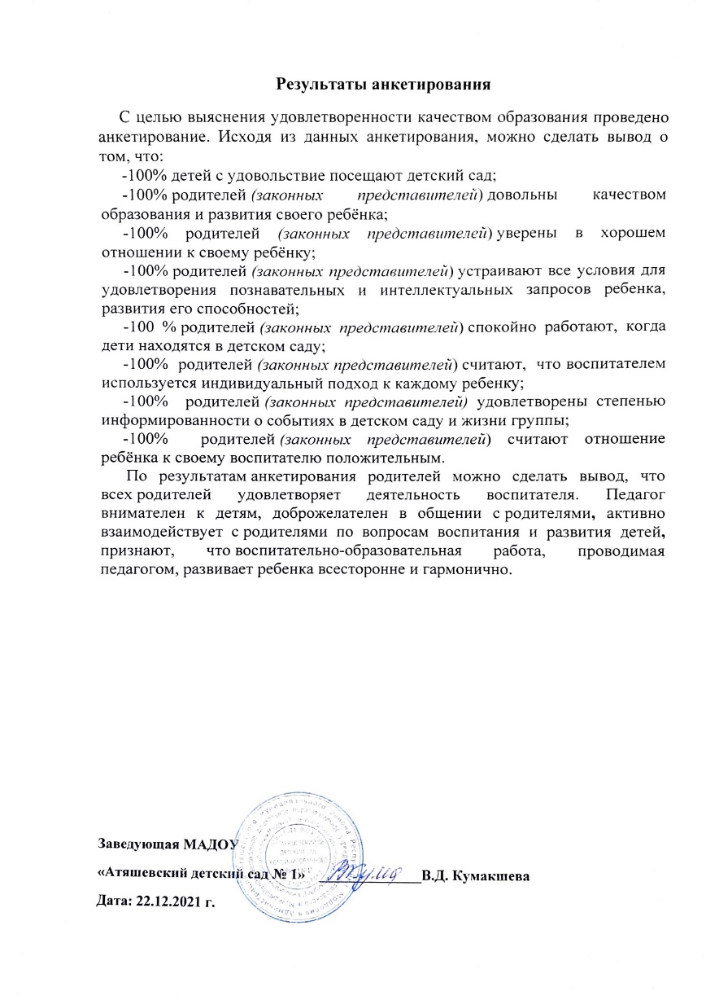 Результаты анкетирования
С целью выяснения удовлетворенности качеством образования проведено
анкетирование. Исходя из данных анкетирования, можно сделать вывод о
том, что:
-100% детей с удовольствие посещают детский сад;
-100% родителей (законных представителей) довольны качеством
образования и развития своего ребёнка;
-100% родителей (законных представителей) уверены в хорошем
отношении к своему ребёнку;
-100% родителей (законных представителей) устраивают все условия для
удовлетворения познавательных и интеллектуальных запросов ребенка,
развития его способностей;
-100 % родителей (законных представителей) спокойно работают, когда
дети находятся в детском саду;
-100% родителей (законных представителей) считают, что воспитателем
используется индивидуальный подход к каждому ребенку;
-100% родителей (законных представителей) удовлетворены степенью
информированности о событиях в детском саду и жизни группы;
-100% родителей (законных представителей) считают отношение
ребёнка к своему воспитателю положительным.
По результатам анкетирования родителей можно сделать вывод, что
всех родителей удовлетворяет деятельность воспитателя. Педагог
внимателен к детям, доброжелателен в общении с родителями, активно
взаимодействует с родителями по вопросам воспитания и развития детей,
признают, что воспитательно-образовательная работа, проводимая
педагогом, развивает ребенка всесторонне и гармонично.
Заведующая МАДОУ
«Атяшевский детский сад № 1» ______________В.Д. Кумакшева
Дата: 22.12.2021 г.